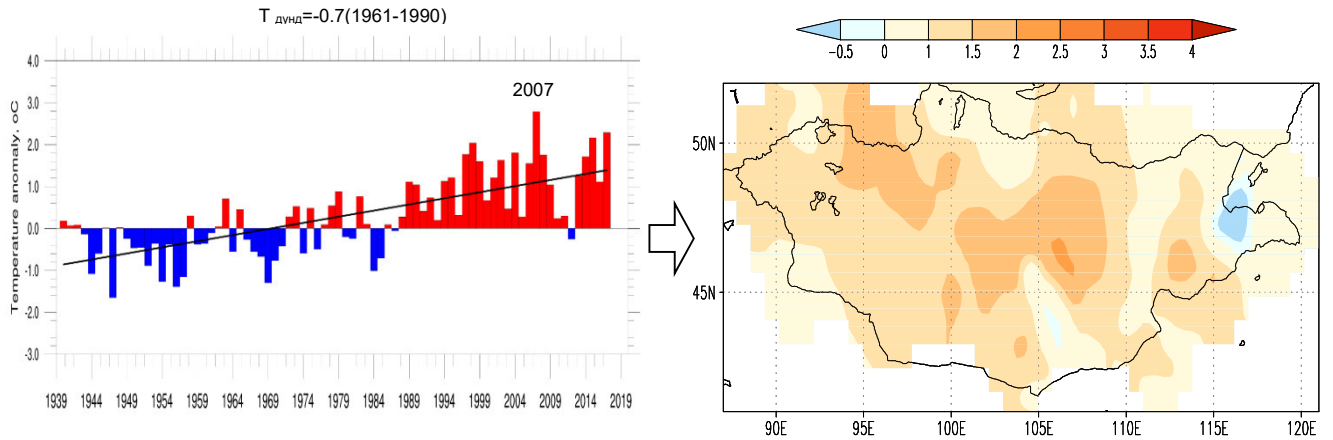 T дунд=-0.7(1961-1990)
Temperature anomaly, oC
4.0
3.0
2.0
1.0
0.0
-1.0
-2.0
-3.0
2007
1939 1944 1949 1954 1959 1964 1969 1974 1979 1984 1989 1994 1999 2004 2009 2014 2019
-0.5 0 1 1.5 2 2.5 3 3.5 4
50N
45N
90E 95E 100E 105E 110E 115E 120E